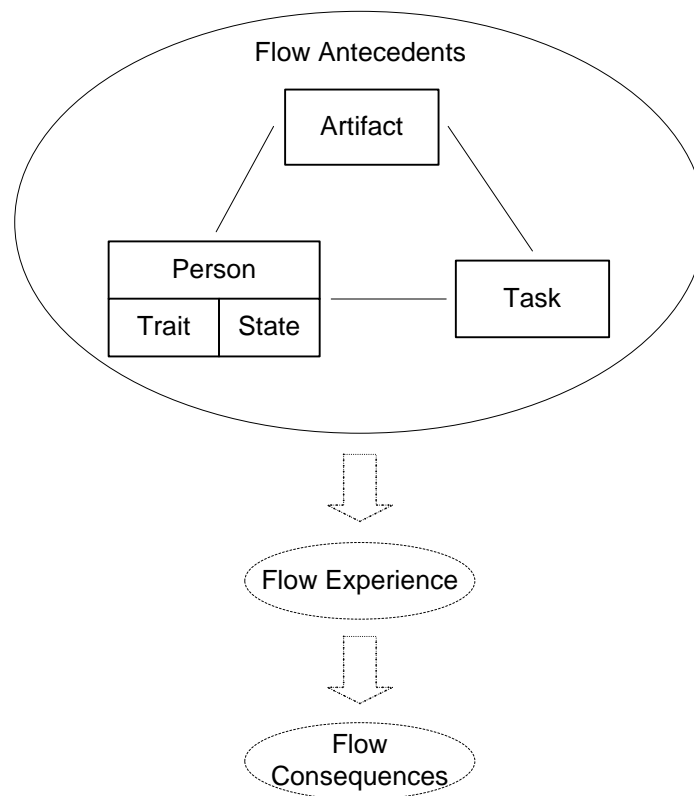 Flow Antecedents
Artifact
Person
Trait
State
Task
Flow Experience
Flow
Consequences